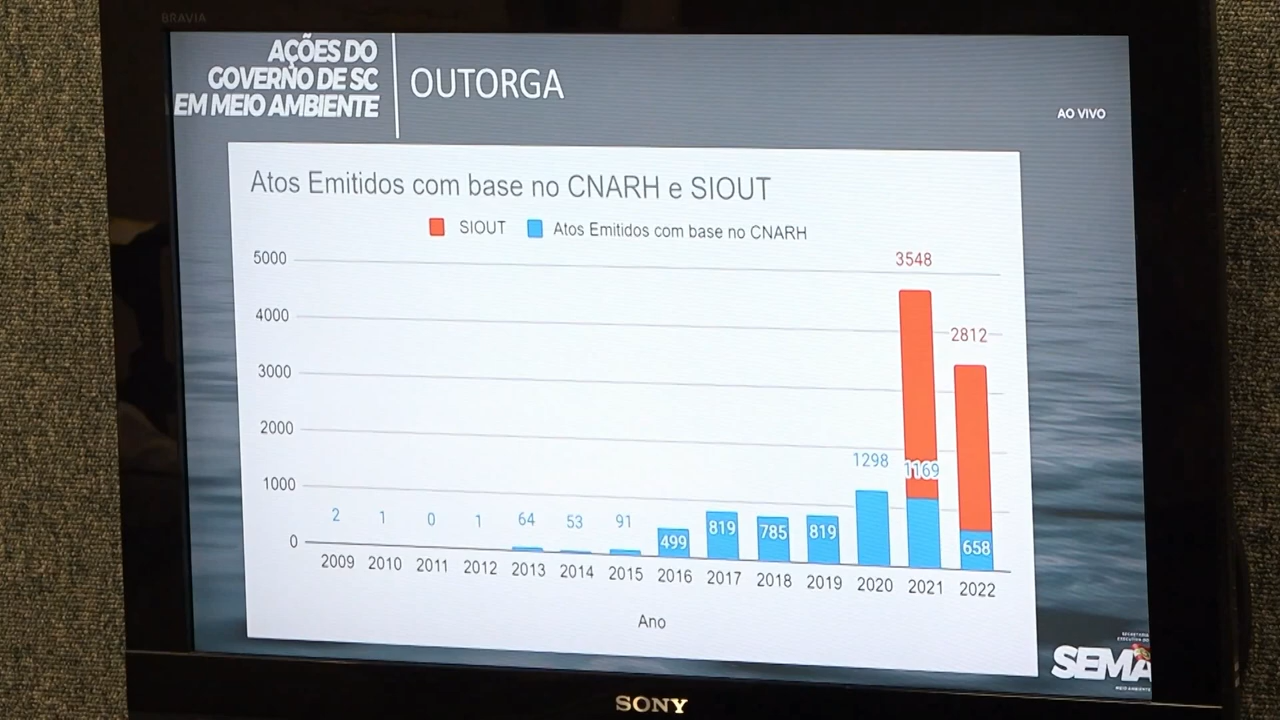 BRAVIA
AÇÕES DO
GOVERNO DE SC
EM MEIO AMBIENTE
OUTORGA
AO VIVO
Atos Emitidos com base no CNARH e SIOUT
SIOUT
Atos Emitidos com base no CNARH
5000
4000
3000
2000
1000
0
2
1
0
1
64
53
91
499
819
785
819
1298
3548
1169
2812
658
2009
2010
2011
2012
2013
2014
2015
2016
2017
2018
2019
2020
2021
2022
Ano
SEMA
MEIO AMBIENTE
SONY